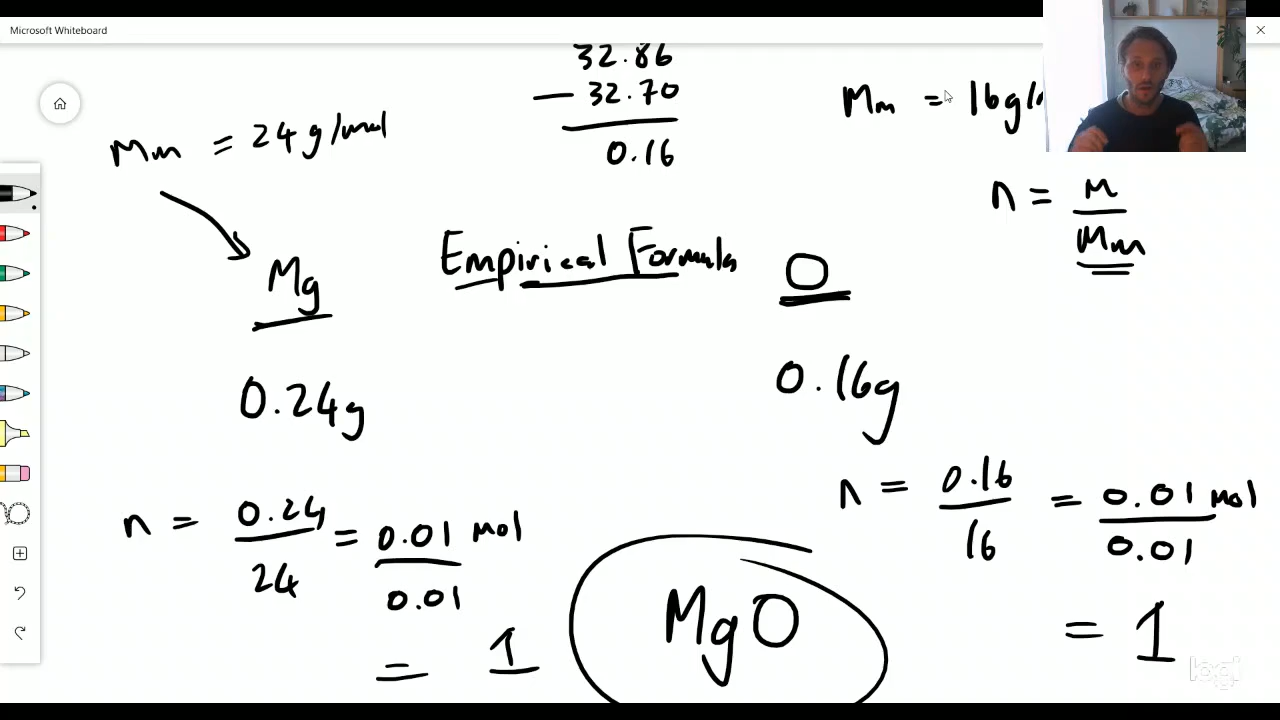 Microsoft Whiteboard
32.86
— 32.70
0.16
Mm = 24 g/mol
Mm = 16g/
n = m
Mm
Empirical Formula
Mg
O
0.24g
0.16g
n = 0.24
24
= 0.01 mol
0.01
= 1
n = 0.16
16
= 0.01 mol
0.01
= 1
MgO
logi